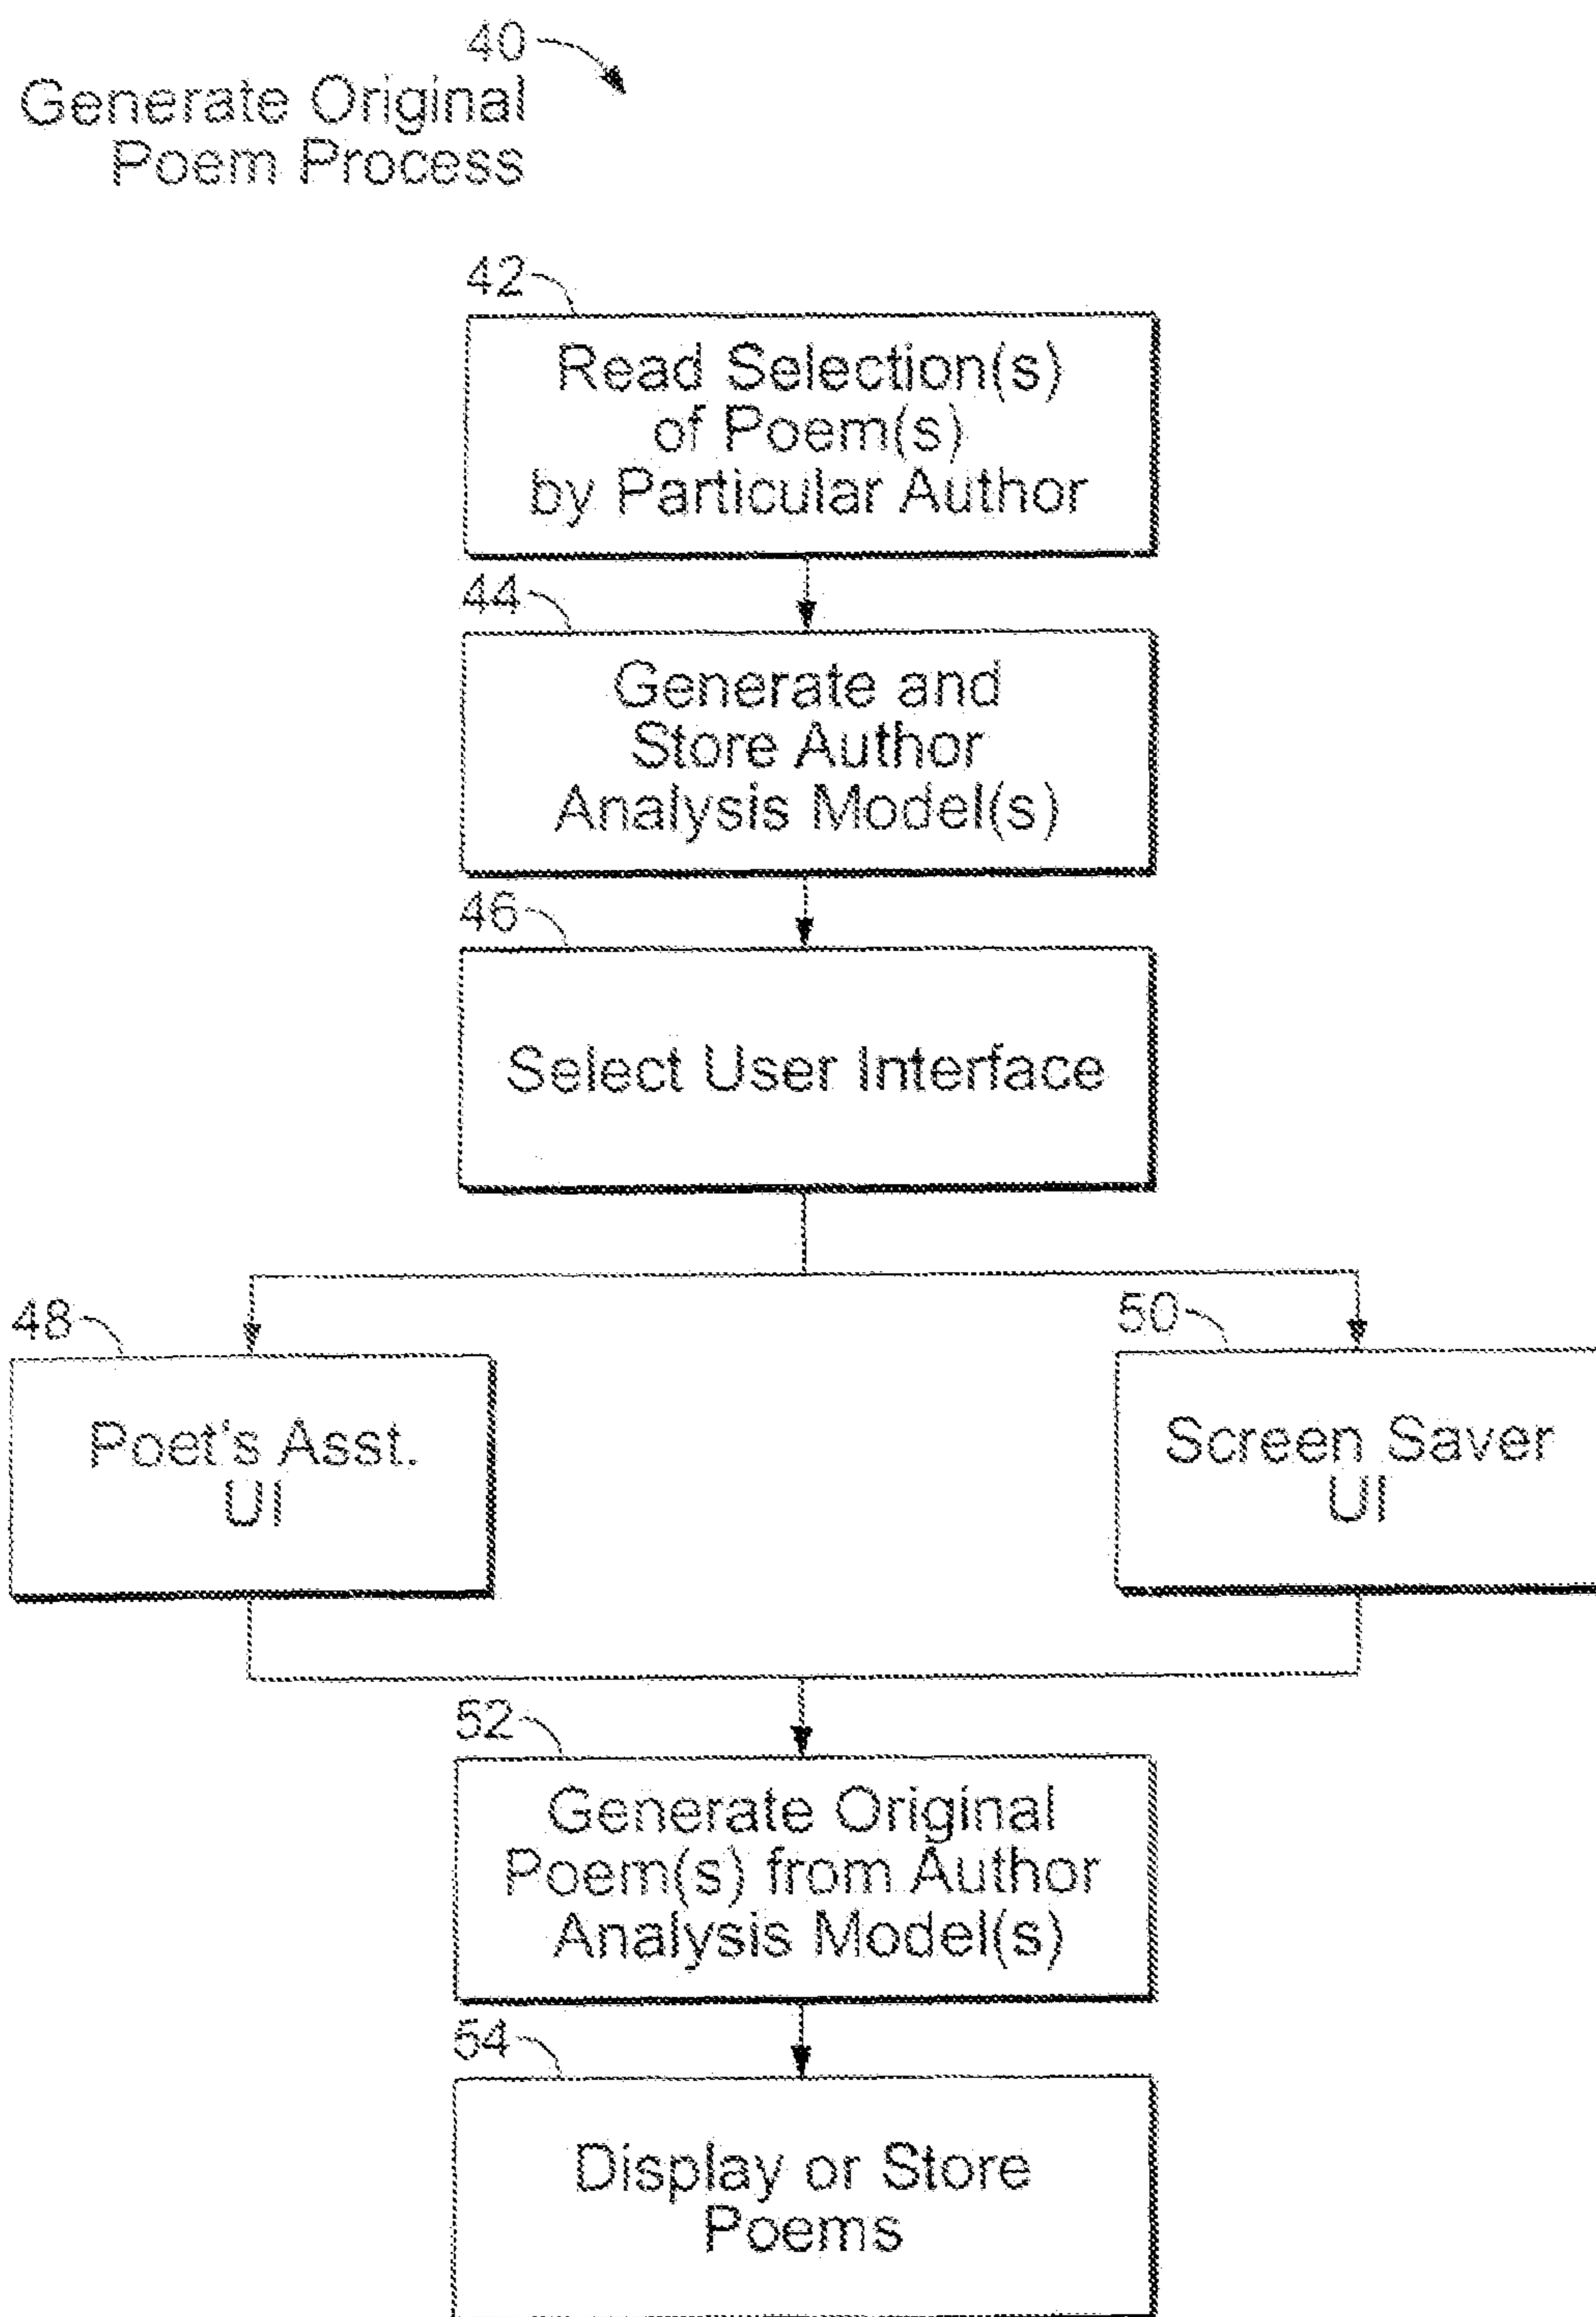 40
Generate Original
Poem Process
42
Read Selection(s)
of Poem(s)
by Particular Author
44
Generate and
Store Author
Analysis Model(s)
46
Select User Interface
48
Poet's Asst.
UI
50
Screen Saver
UI
52
Generate Original
Poem(s) from Author
Analysis Model(s)
54
Display or Store
Poems